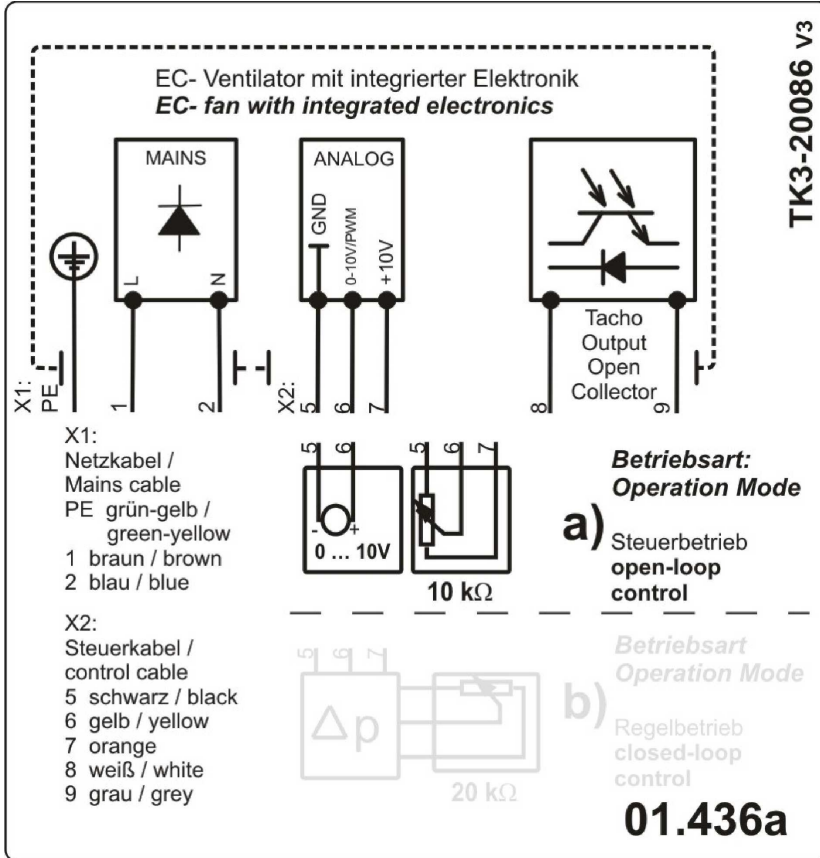 TK3-20086 V3
EC- Ventilator mit integrierter Elektronik
EC- fan with integrated electronics
MAINS
L
N
ANALOG
GND
0-10V/PWM
+10V
Tacho
Output
Open
Collector
X1:
PE
1
2
X2:
5
6
7
8
9
X1:
Netzkabel /
Mains cable
PE grün-gelb /
green-yellow
1 braun / brown
2 blau / blue
X2:
Steuerkabel /
control cable
5 schwarz / black
6 gelb / yellow
7 orange
8 weiß / white
9 grau / grey
5 6
- +
0 ... 10V
5 6 7
10 kΩ
a)
Betriebsart:
Operation Mode
Steuerbetrieb
open-loop
control
5 6 7
Δp
20 kΩ
b)
Betriebsart
Operation Mode
Regelbetrieb
closed-loop
control
01.436a